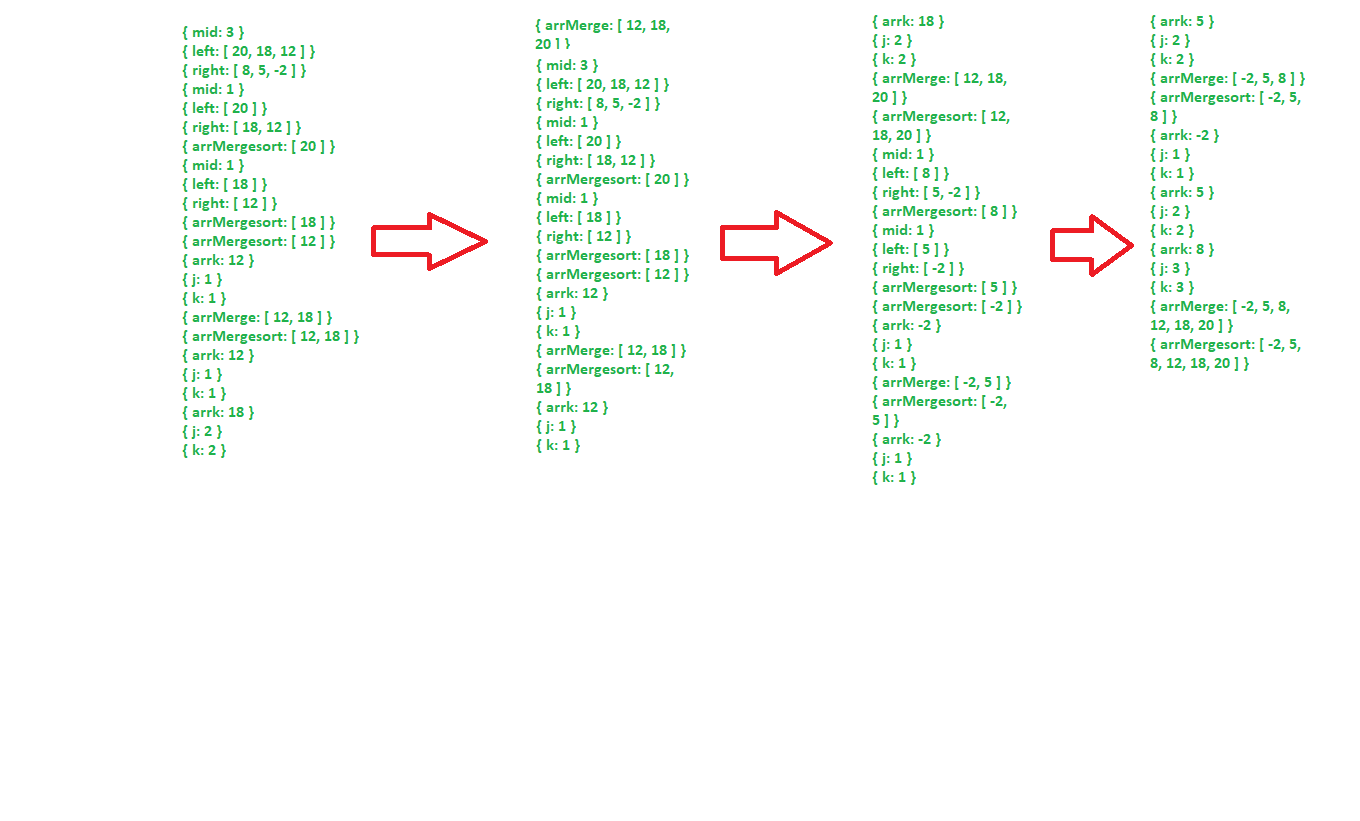 { mid: 3 }
{ left: [ 20, 18, 12 ] }
{ right: [ 8, 5, -2 ] }
{ mid: 1 }
{ left: [ 20 ] }
{ right: [ 18, 12 ] }
{ arrMergesort: [ 20 ] }
{ mid: 1 }
{ left: [ 18 ] }
{ right: [ 12 ] }
{ arrMergesort: [ 18 ] }
{ arrMergesort: [ 12 ] }
{ arrk: 12 }
{ j: 1 }
{ k: 1 }
{ arrMerge: [ 12, 18 ] }
{ arrMergesort: [ 12, 18 ] }
{ arrk: 12 }
{ j: 1 }
{ k: 1 }
{ arrk: 18 }
{ j: 2 }
{ k: 2 }
{ arrMerge: [ 12, 18,
20 ] }
{ mid: 3 }
{ left: [ 20, 18, 12 ] }
{ right: [ 8, 5, -2 ] }
{ mid: 1 }
{ left: [ 20 ] }
{ right: [ 18, 12 ] }
{ arrMergesort: [ 20 ] }
{ mid: 1 }
{ left: [ 18 ] }
{ right: [ 12 ] }
{ arrMergesort: [ 18 ] }
{ arrMergesort: [ 12 ] }
{ arrk: 12 }
{ j: 1 }
{ k: 1 }
{ arrMerge: [ 12, 18 ] }
{ arrMergesort: [ 12,
18 ] }
{ arrk: 12 }
{ j: 1 }
{ k: 1 }
{ arrk: 18 }
{ j: 2 }
{ k: 2 }
{ arrMerge: [ 12, 18,
20 ] }
{ arrMergesort: [ 12,
18, 20 ] }
{ mid: 1 }
{ left: [ 8 ] }
{ right: [ 5, -2 ] }
{ arrMergesort: [ 8 ] }
{ mid: 1 }
{ left: [ 5 ] }
{ right: [ -2 ] }
{ arrMergesort: [ 5 ] }
{ arrMergesort: [ -2 ] }
{ arrk: -2 }
{ j: 1 }
{ k: 1 }
{ arrMerge: [ -2, 5 ] }
{ arrMergesort: [ -2,
5 ] }
{ arrk: -2 }
{ j: 1 }
{ k: 1 }
{ arrk: 5 }
{ j: 2 }
{ k: 2 }
{ arrMerge: [ -2, 5, 8 ] }
{ arrMergesort: [ -2, 5,
8 ] }
{ arrk: -2 }
{ j: 1 }
{ k: 1 }
{ arrk: 5 }
{ j: 2 }
{ k: 2 }
{ arrk: 8 }
{ j: 3 }
{ k: 3 }
{ arrMerge: [ -2, 5, 8,
12, 18, 20 ] }
{ arrMergesort: [ -2, 5,
8, 12, 18, 20 ] }